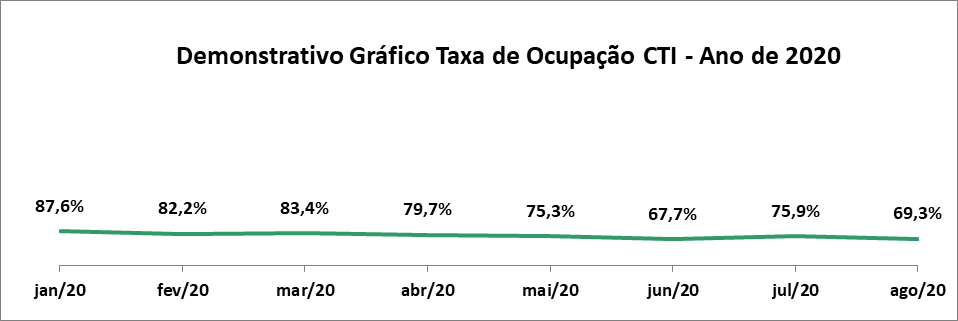 Demonstrativo Gráfico Taxa de Ocupação CTI - Ano de 2020
87,6% 82,2% 83,4% 79,7% 75,3% 67,7% 75,9% 69,3%
jan/20 fev/20 mar/20 abr/20 mai/20 jun/20 jul/20 ago/20